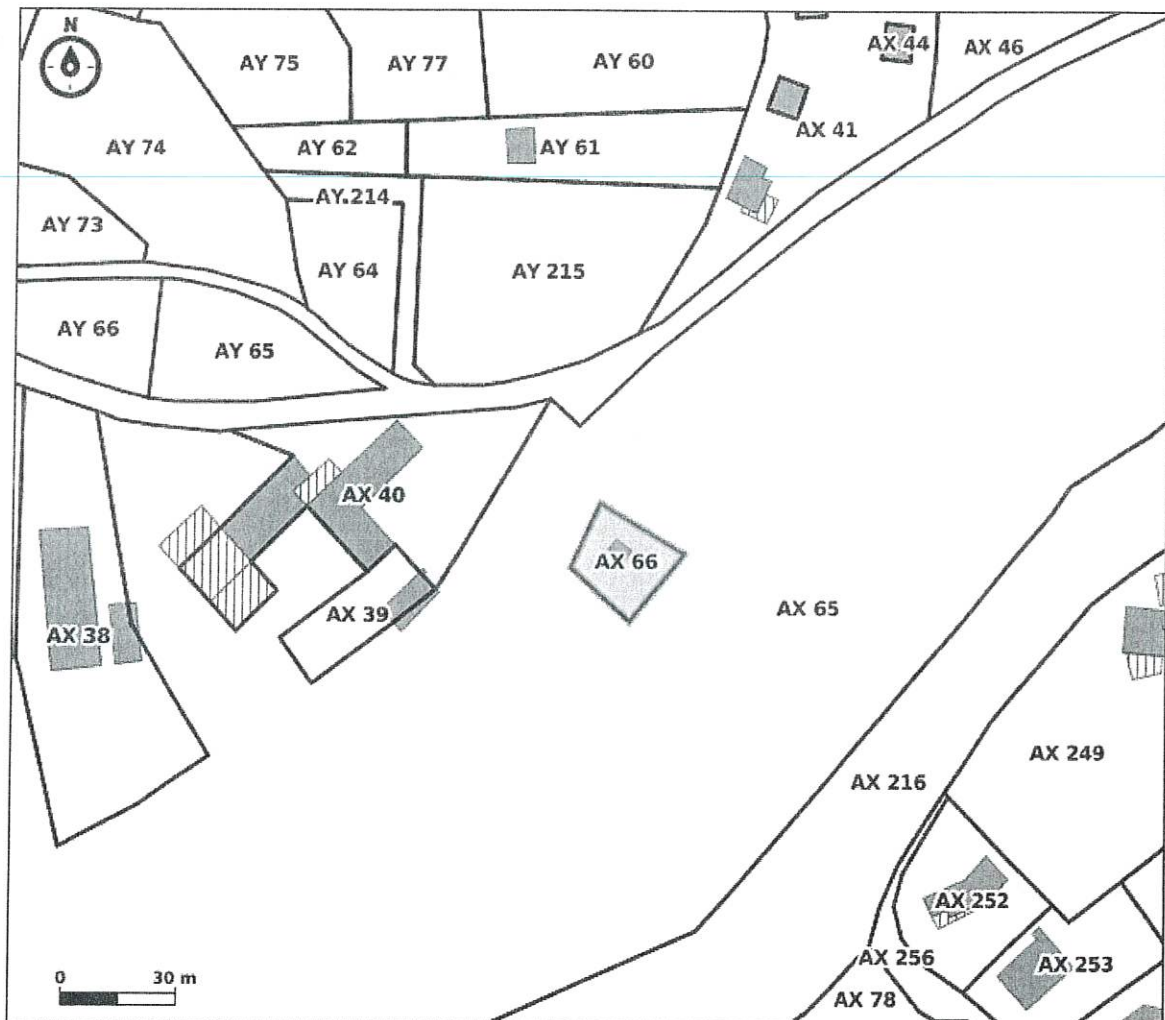 N
AX 44
AX 46
AY 75
AY 77
AY 60
AX 41
AY 74
AY 62
AY 61
AY 214
AY 73
AY 64
AY 215
AY 66
AY 65
AX 40
AX 66
AX 39
AX 65
AX 38
AX 249
AX 216
AX 252
AX 256
AX 253
0 30 m
AX 78